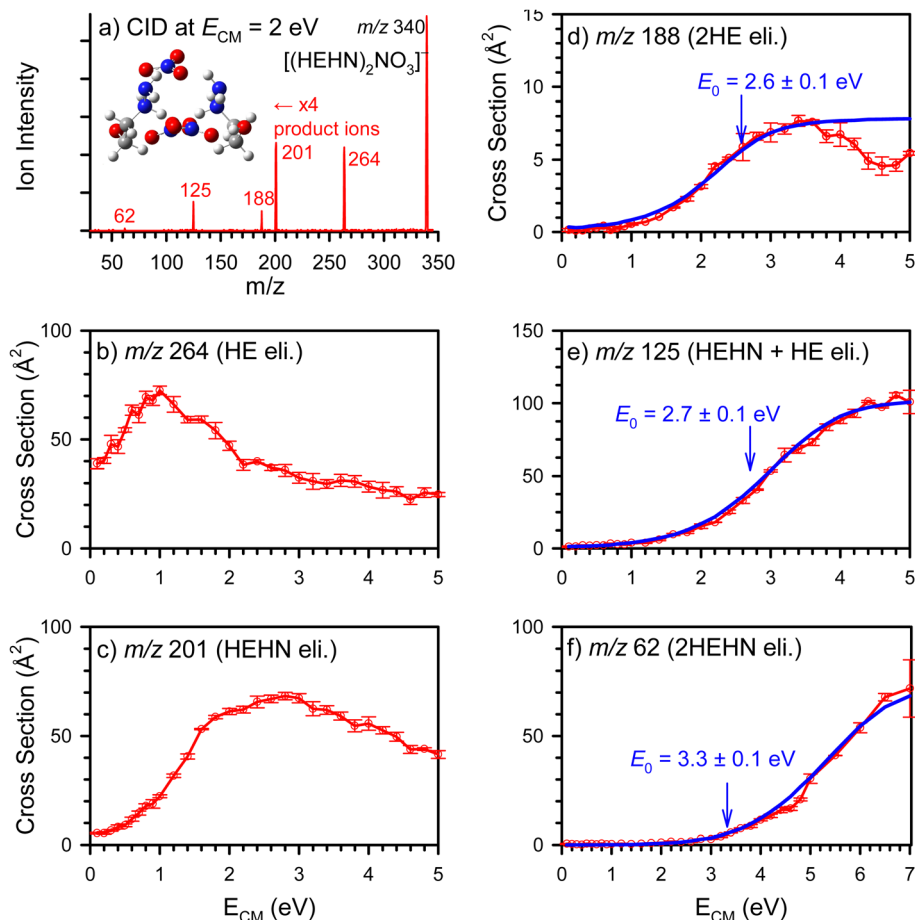 a) CID at E_CM = 2 eV
m/z 340
[(HEHN)₂NO₃]⁻
← x4
product ions
201
264
188
125
62
Ion Intensity
50 100 150 200 250 300 350
m/z
b) m/z 264 (HE eli.)
Cross Section (Å²)
100
50
0
0 1 2 3 4 5
c) m/z 201 (HEHN eli.)
Cross Section (Å²)
100
50
0
0 1 2 3 4 5
E_CM (eV)
d) m/z 188 (2HE eli.)
E₀ = 2.6 ± 0.1 eV
Cross Section (Å²)
15
10
5
0
0 1 2 3 4 5
e) m/z 125 (HEHN + HE eli.)
E₀ = 2.7 ± 0.1 eV
Cross Section (Å²)
150
100
50
0
0 1 2 3 4 5
f) m/z 62 (2HEHN eli.)
E₀ = 3.3 ± 0.1 eV
Cross Section (Å²)
100
50
0
0 1 2 3 4 5 6 7
E_CM (eV)